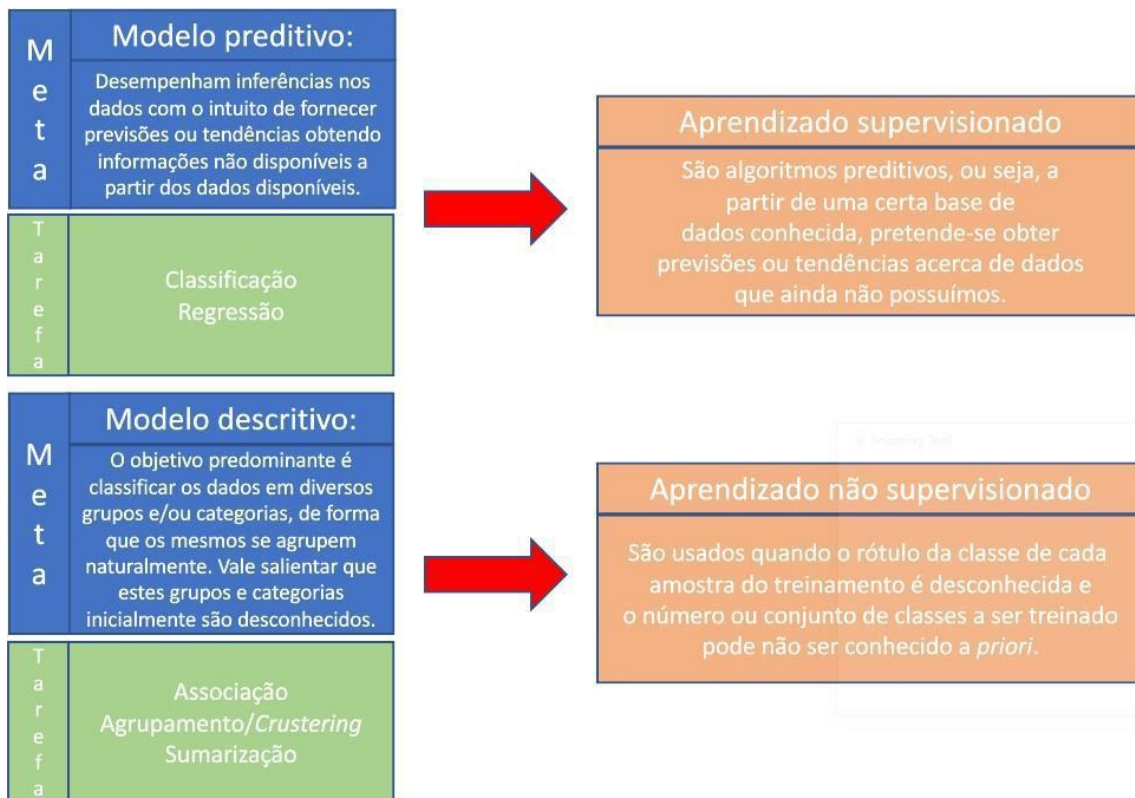 Meta
Modelo preditivo:
Desempenham inferências nos
dados com o intuito de fornecer
previsões ou tendências obtendo
informações não disponíveis a
partir dos dados disponíveis.
Tarefa
Classificação
Regressão
Aprendizado supervisionado
São algoritmos preditivos, ou seja, a
partir de uma certa base de
dados conhecida, pretende-se obter
previsões ou tendências acerca de dados
que ainda não possuímos.
Meta
Modelo descritivo:
O objetivo predominante é
classificar os dados em diversos
grupos e/ou categorias, de forma
que os mesmos se agrupem
naturalmente. Vale salientar que
estes grupos e categorias
inicialmente são desconhecidos.
Tarefa
Associação
Agrupamento/Crustering
Sumarização
Aprendizado não supervisionado
São usados quando o rótulo da classe de cada
amostra do treinamento é desconhecida e
o número ou conjunto de classes a ser treinado
pode não ser conhecido a priori.